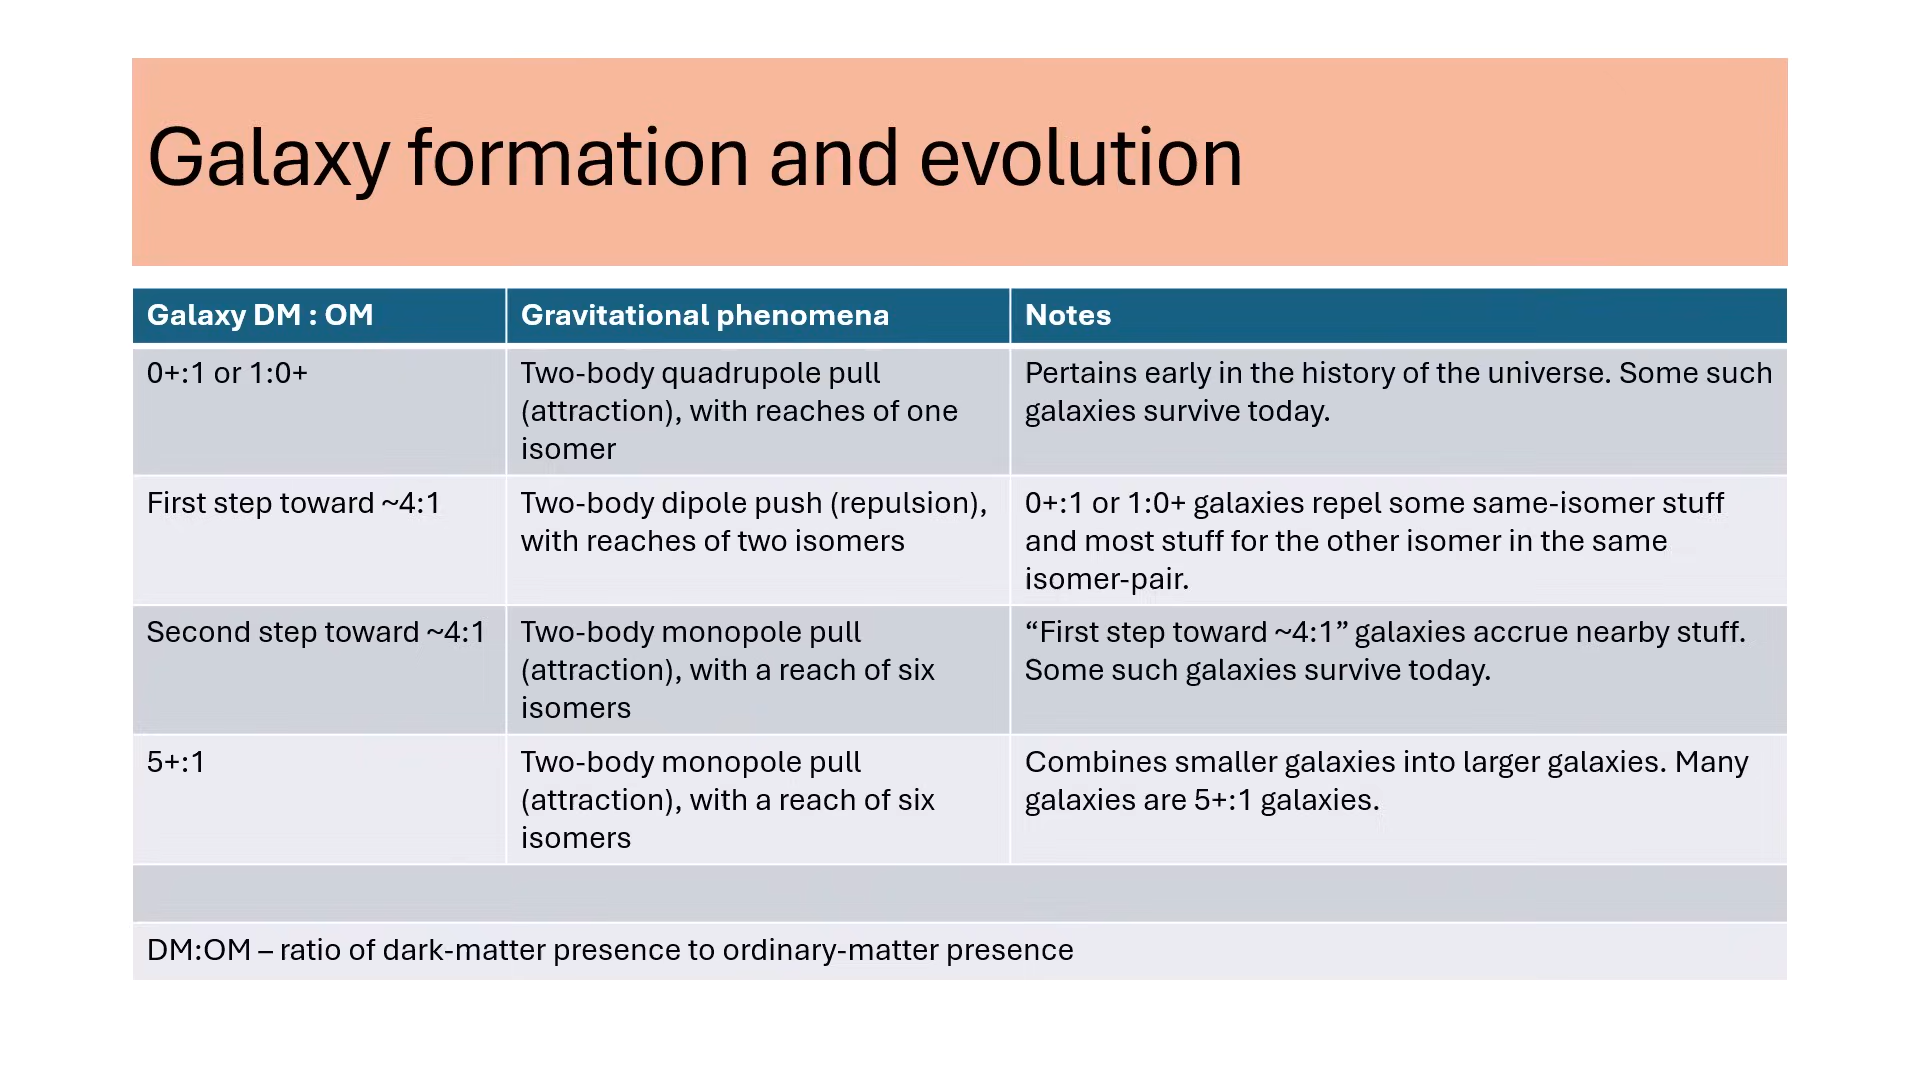 Galaxy formation and evolution
Galaxy DM : OM
Gravitational phenomena
Notes
0+:1 or 1:0+
Two-body quadrupole pull
(attraction), with reaches of one
isomer
Pertains early in the history of the universe. Some such
galaxies survive today.
First step toward ~4:1
Two-body dipole push (repulsion),
with reaches of two isomers
0+:1 or 1:0+ galaxies repel some same-isomer stuff
and most stuff for the other isomer in the same
isomer-pair.
Second step toward ~4:1
Two-body monopole pull
(attraction), with a reach of six
isomers
“First step toward ~4:1” galaxies accrue nearby stuff.
Some such galaxies survive today.
5+:1
Two-body monopole pull
(attraction), with a reach of six
isomers
Combines smaller galaxies into larger galaxies. Many
galaxies are 5+:1 galaxies.
DM:OM – ratio of dark-matter presence to ordinary-matter presence